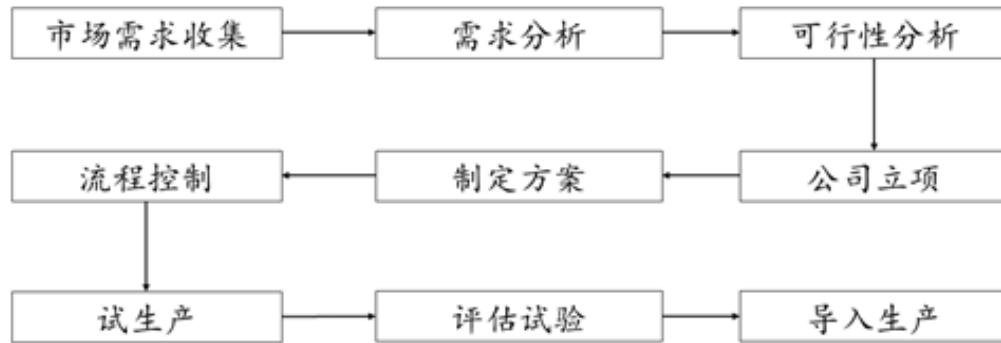 市场需求收集
需求分析
可行性分析
公司立项
制定方案
流程控制
试生产
评估试验
导入生产